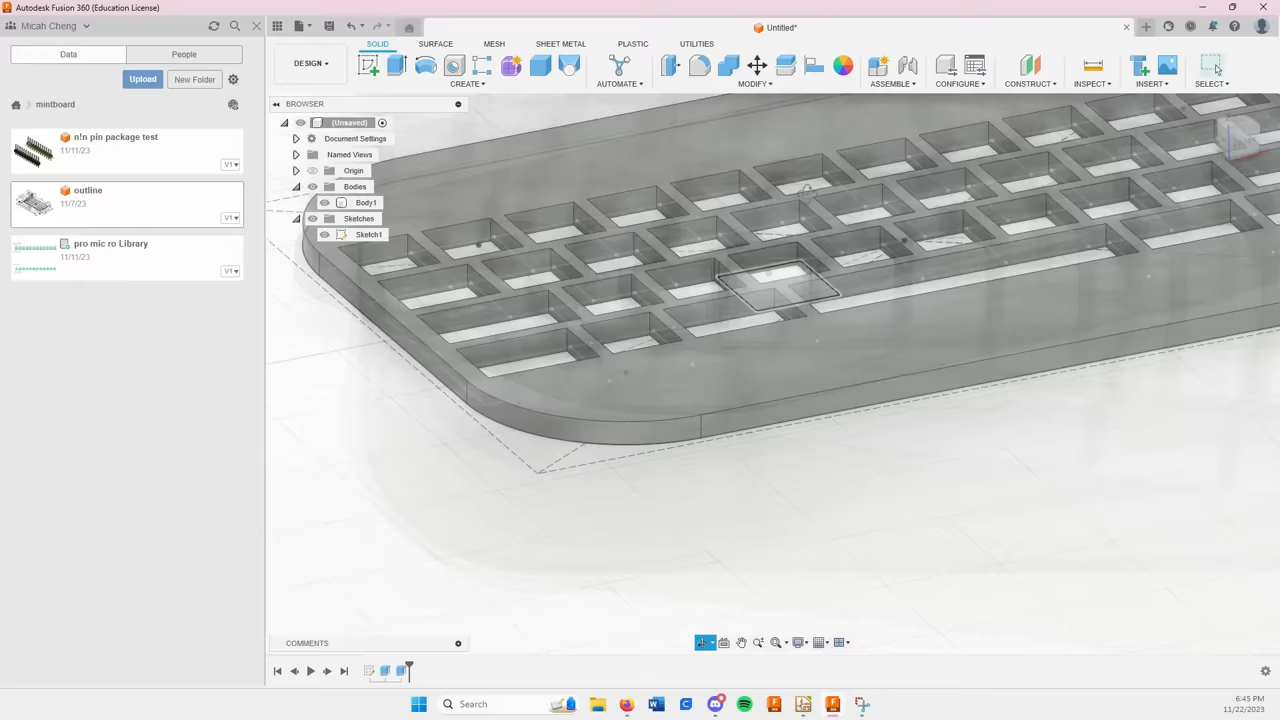 Autodesk Fusion 360 (Education License)
Micah Cheng
Untitled*
Data
People
SOLID
SURFACE
MESH
SHEET METAL
PLASTIC
UTILITIES
DESIGN
CREATE
AUTOMATE
MODIFY
ASSEMBLE
CONFIGURE
CONSTRUCT
INSPECT
INSERT
SELECT
Upload
New Folder
mintboard
BROWSER
(Unsaved)
Document Settings
Named Views
Origin
Bodies
Body1
Sketches
Sketch1
n!n pin package test
11/11/23
V1
outline
11/7/23
V1
pro mic ro Library
11/11/23
V1
COMMENTS
Search
6:45 PM
11/22/2023